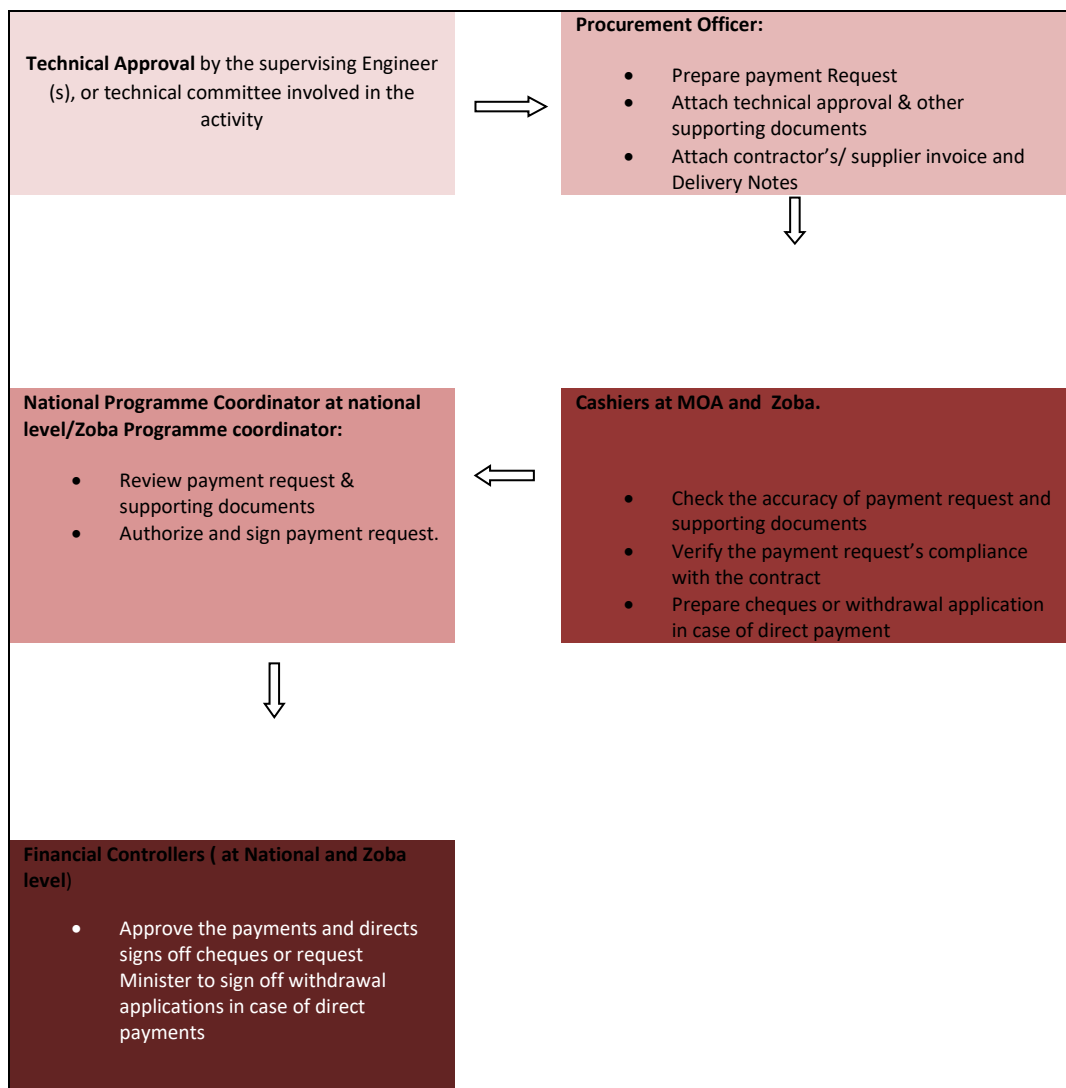 Technical Approval by the supervising Engineer
(s), or technical committee involved in the
activity
Procurement Officer:
• Prepare payment Request
• Attach technical approval & other
supporting documents
• Attach contractor’s/ supplier invoice and
Delivery Notes
Cashiers at MOA and Zoba.
• Check the accuracy of payment request and
supporting documents
• Verify the payment request’s compliance
with the contract
• Prepare cheques or withdrawal application
in case of direct payment
National Programme Coordinator at national
level/Zoba Programme coordinator:
• Review payment request &
supporting documents
• Authorize and sign payment request.
Financial Controllers ( at National and Zoba
level)
• Approve the payments and directs
signs off cheques or request
Minister to sign off withdrawal
applications in case of direct
payments